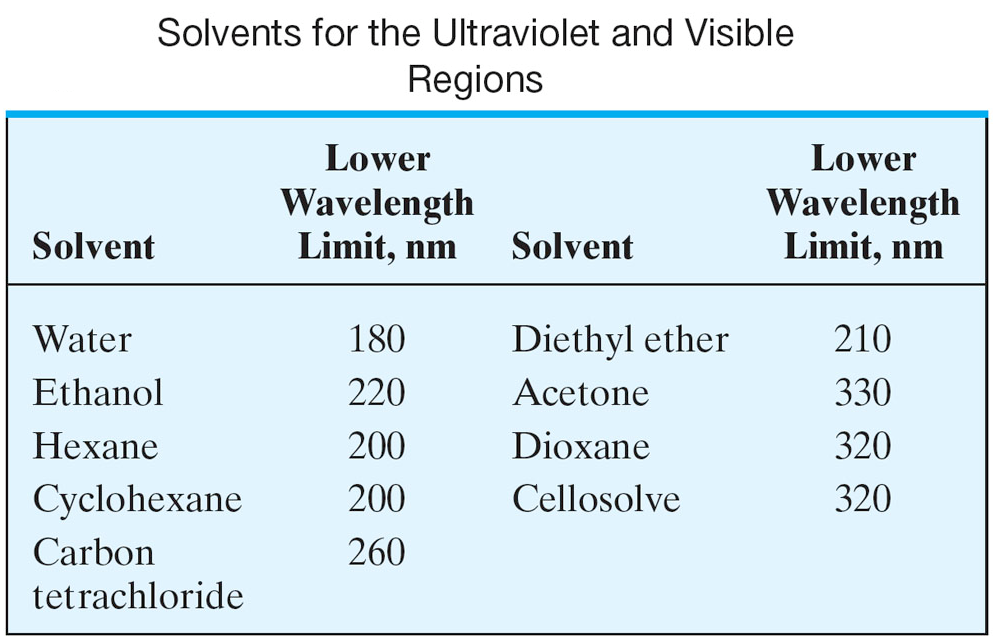 Solvents for the Ultraviolet and Visible
Regions
Lower Lower
Wavelength Wavelength
Solvent Limit, nm Solvent Limit, nm
Water 180 Diethyl ether 210
Ethanol 220 Acetone 330
Hexane 200 Dioxane 320
Cyclohexane 200 Cellosolve 320
Carbon 260
tetrachloride